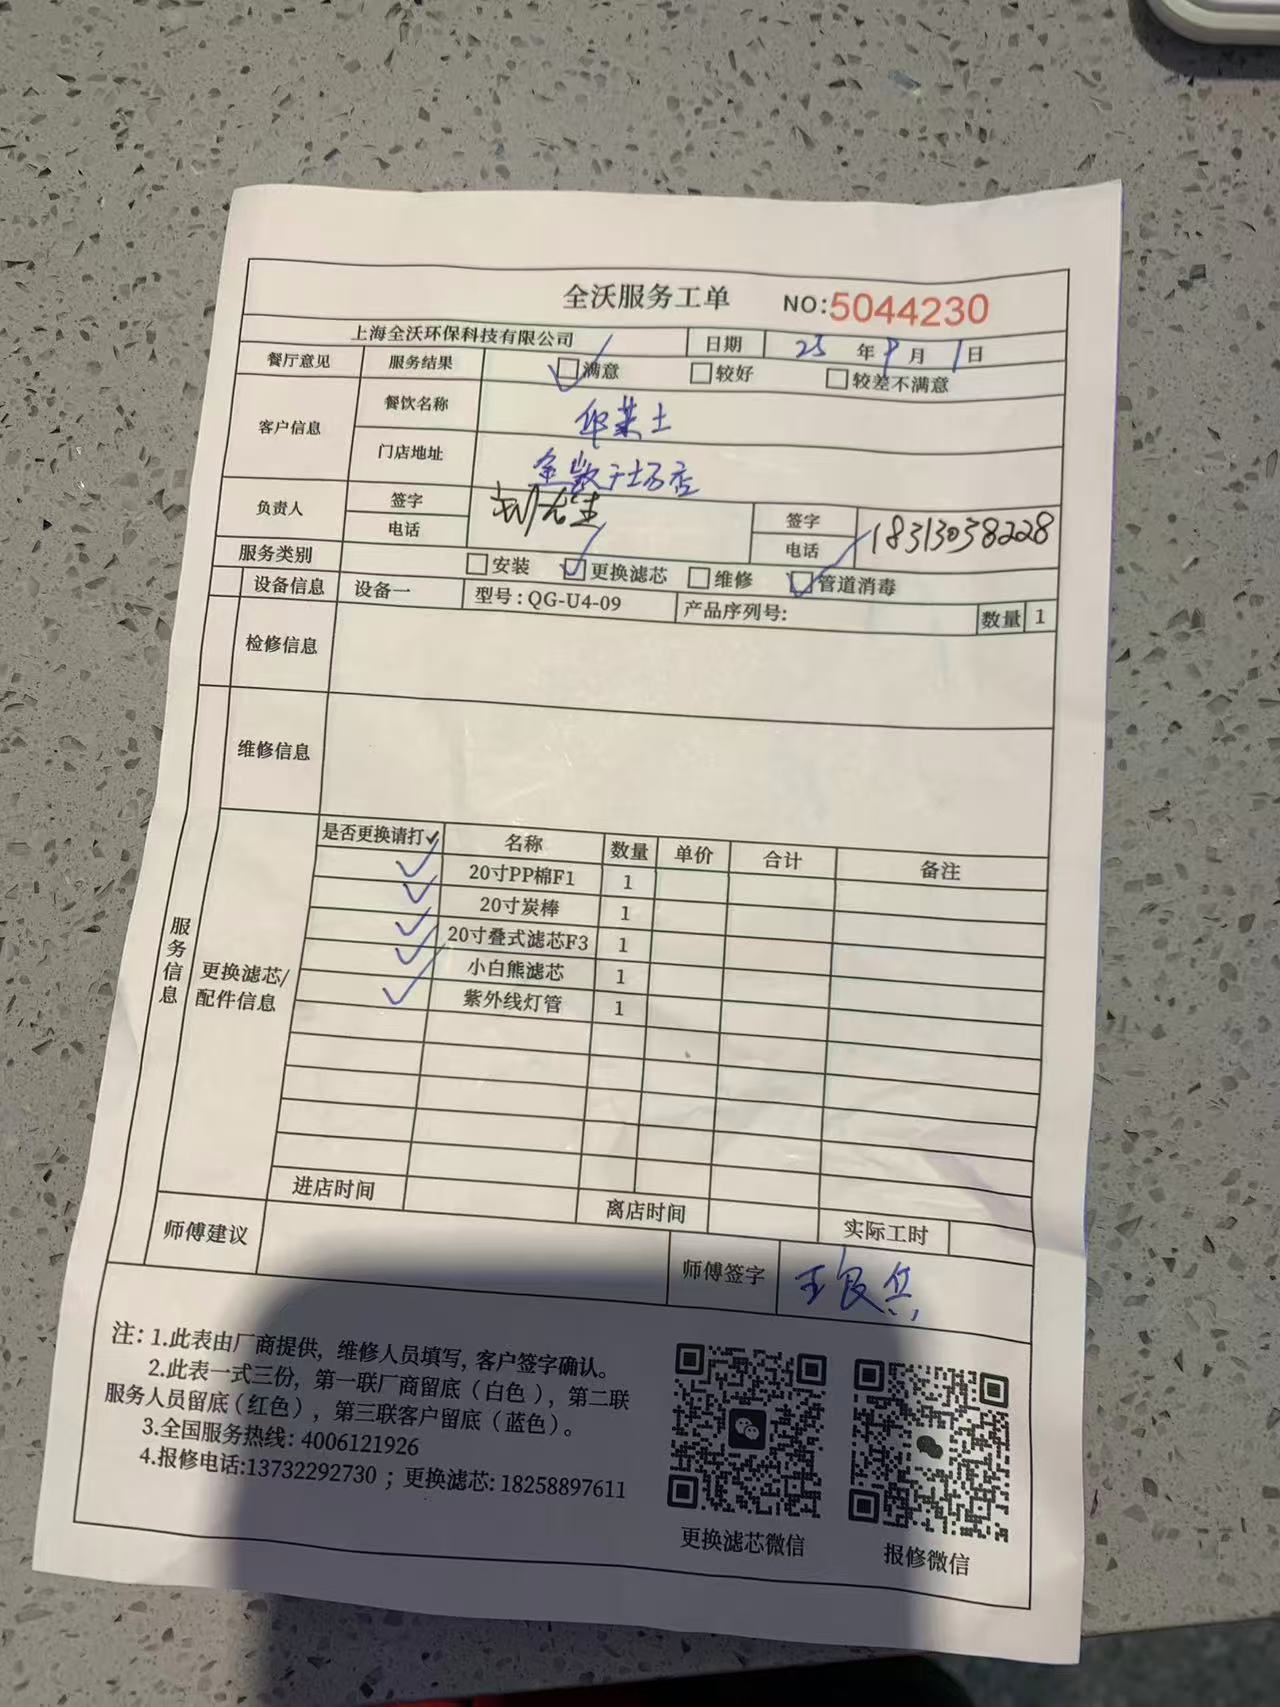 全沃服务工单 NO:5044230
上海全沃环保科技有限公司 日期 25 年 9 月 1 日
餐厅意见 服务结果 满意 较好 较差不满意
客户信息 餐饮名称
门店地址 店
负责人 签字 签字
电话 电话 18313038228
服务类别 安装 更换滤芯 维修 管道消毒
设备信息 设备一 型号:QG-U4-09 产品序列号: 数量 1
检修信息
维修信息
服务信息
更换滤芯/
配件信息
是否更换请打✓ 名称 数量 单价 合计 备注
✓ 20寸PP棉F1 1
✓ 20寸炭棒 1
✓ 20寸叠式滤芯F3 1
✓ 小白熊滤芯 1
✓ 紫外线灯管 1
进店时间 离店时间 实际工时
师傅建议 师傅签字 王良兵
注: 1.此表由厂商提供, 维修人员填写, 客户签字确认。
2.此表一式三份, 第一联厂商留底(白色), 第二联
服务人员留底(红色), 第三联客户留底(蓝色)。
3.全国服务热线: 4006121926
4.报修电话:13732292730 ; 更换滤芯: 18258897611
更换滤芯微信
报修微信